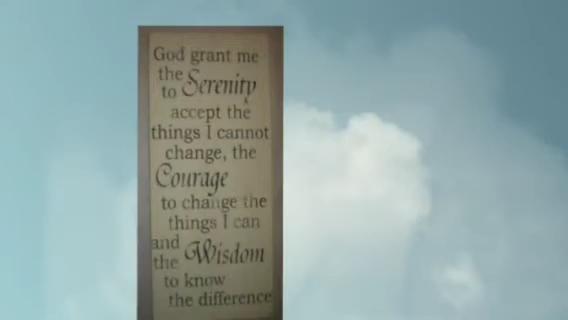 God grant me
the Serenity
to
accept the
things I cannot
change, the
Courage
to change the
things I can
and the Wisdom
to know
the difference